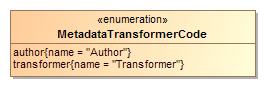 «enumeration»
MetadataTransformerCode
author{name = "Author"}
transformer{name = "Transformer"}